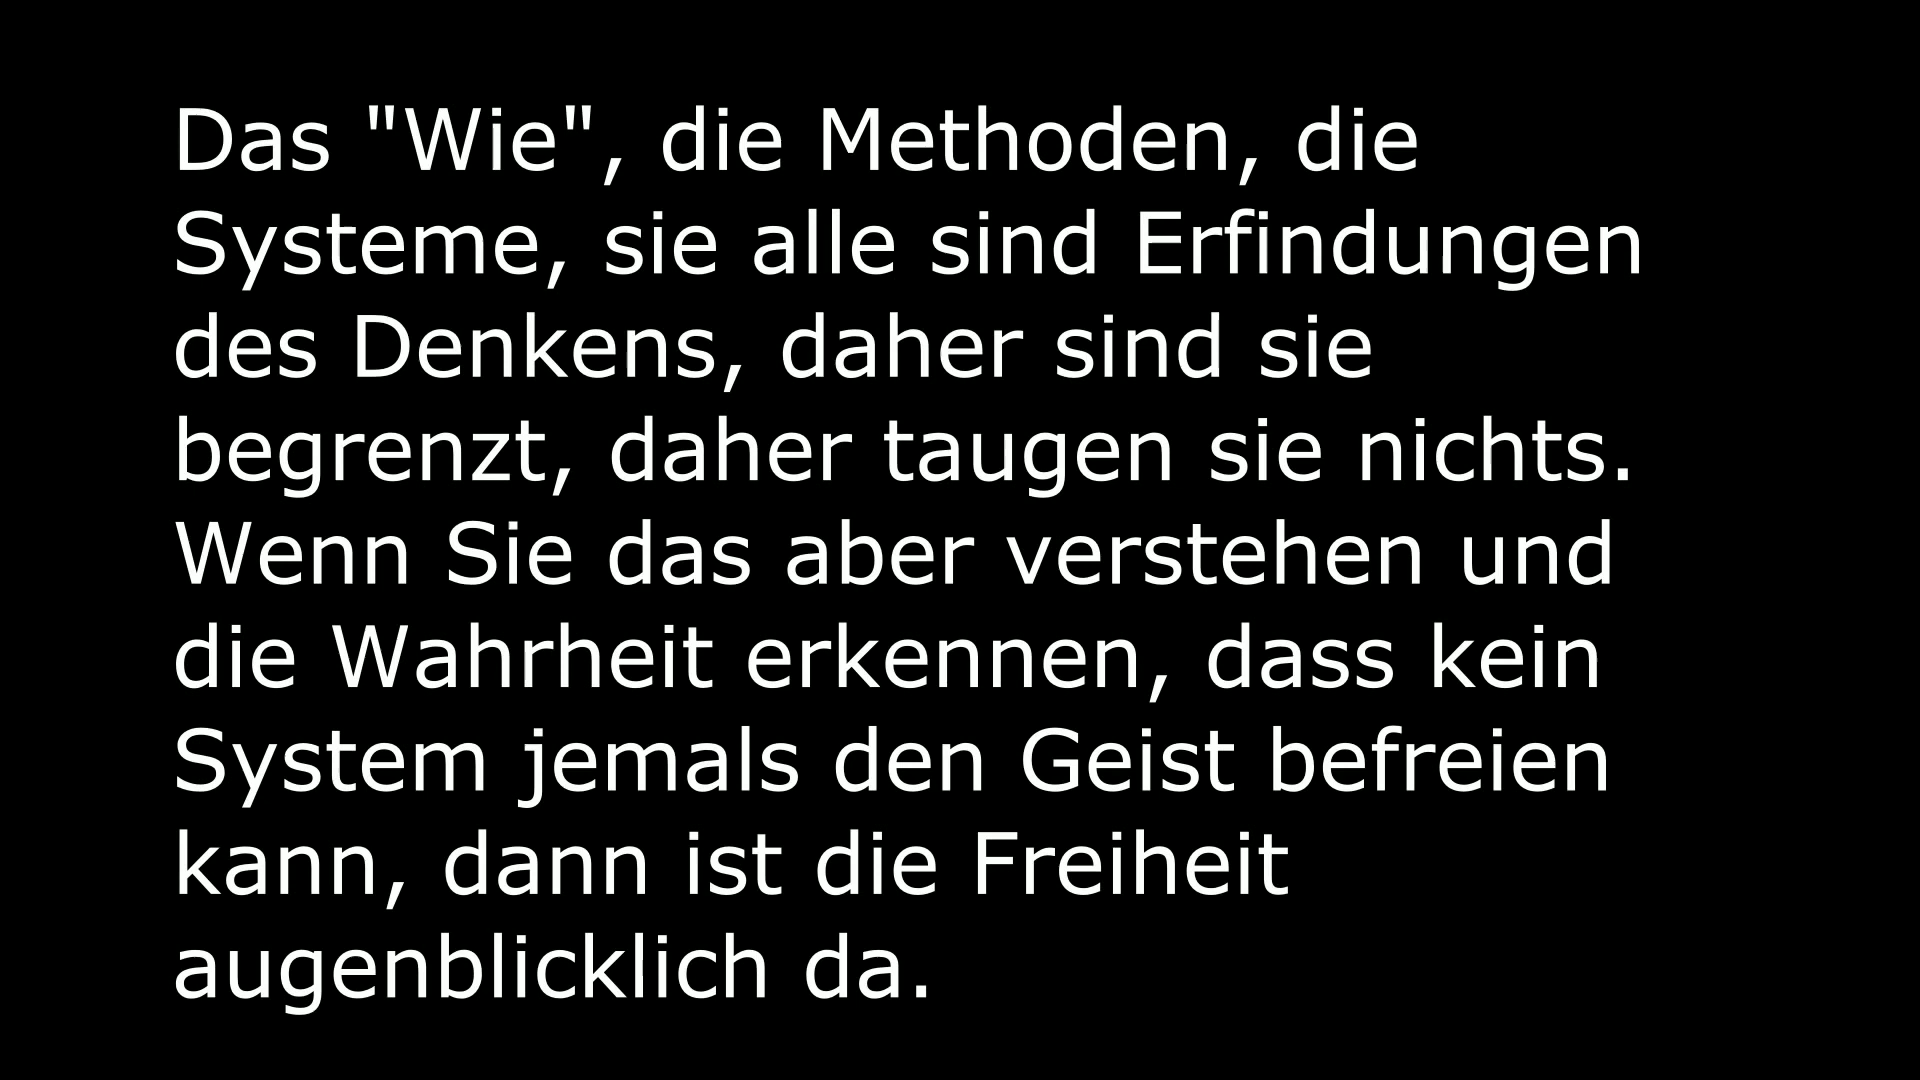 Das "Wie", die Methoden, die
Systeme, sie alle sind Erfindungen
des Denkens, daher sind sie
begrenzt, daher taugen sie nichts.
Wenn Sie das aber verstehen und
die Wahrheit erkennen, dass kein
System jemals den Geist befreien
kann, dann ist die Freiheit
augenblicklich da.